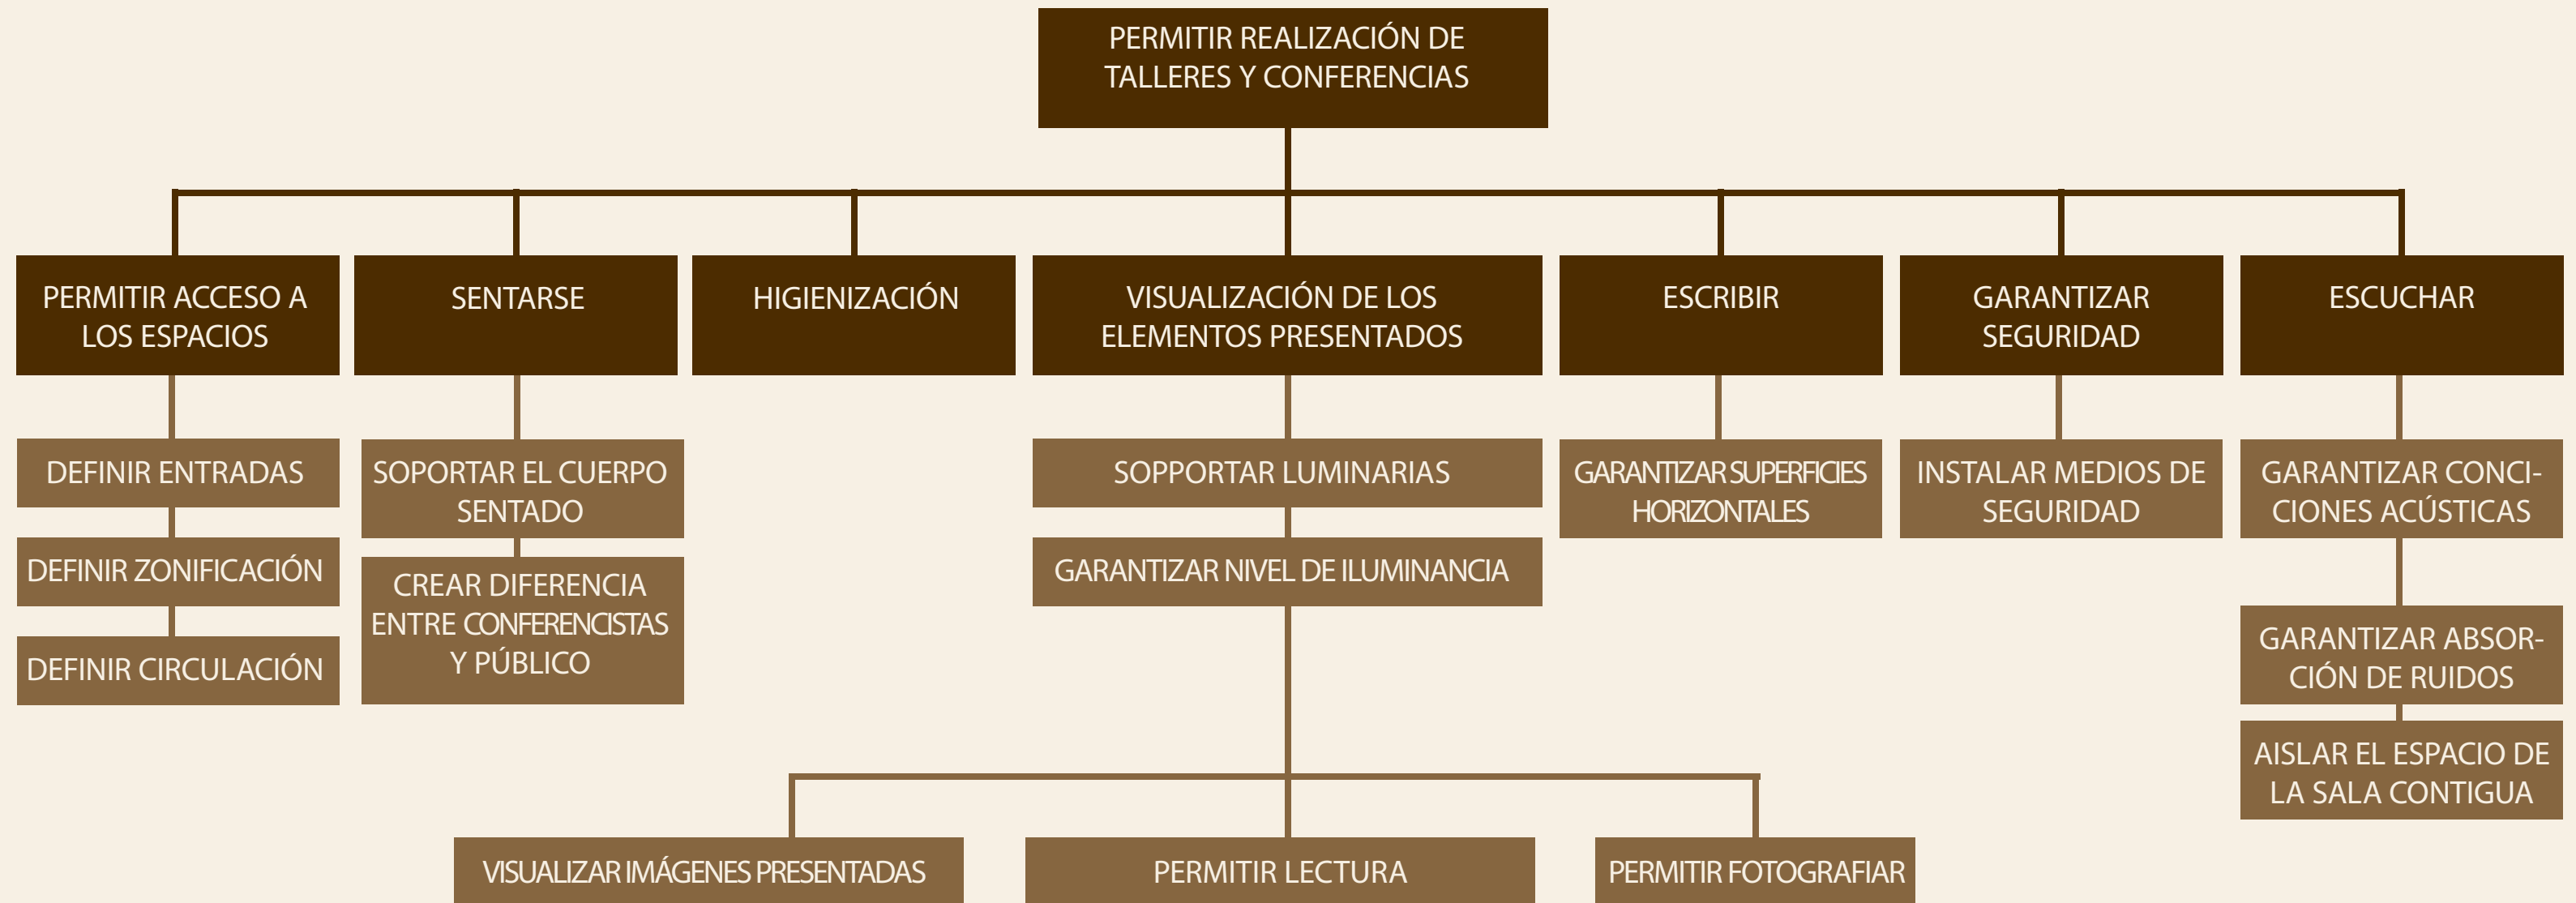 PERMITIR REALIZACIÓN DE
TALLERES Y CONFERENCIAS
PERMITIR ACCESO A
LOS ESPACIOS
SENTARSE
HIGIENIZACIÓN
VISUALIZACIÓN DE LOS
ELEMENTOS PRESENTADOS
ESCRIBIR
GARANTIZAR
SEGURIDAD
ESCUCHAR
DEFINIR ENTRADAS
DEFINIR ZONIFICACIÓN
DEFINIR CIRCULACIÓN
SOPORTAR EL CUERPO
SENTADO
CREAR DIFERENCIA
ENTRE CONFERENCISTAS
Y PÚBLICO
SOPPORTAR LUMINARIAS
GARANTIZAR NIVEL DE ILUMINANCIA
GARANTIZAR SUPERFICIES
HORIZONTALES
INSTALAR MEDIOS DE
SEGURIDAD
GARANTIZAR CONCI-
CIONES ACÚSTICAS
GARANTIZAR ABSOR-
CIÓN DE RUIDOS
AISLAR EL ESPACIO DE
LA SALA CONTIGUA
VISUALIZAR IMÁGENES PRESENTADAS
PERMITIR LECTURA
PERMITIR FOTOGRAFIAR